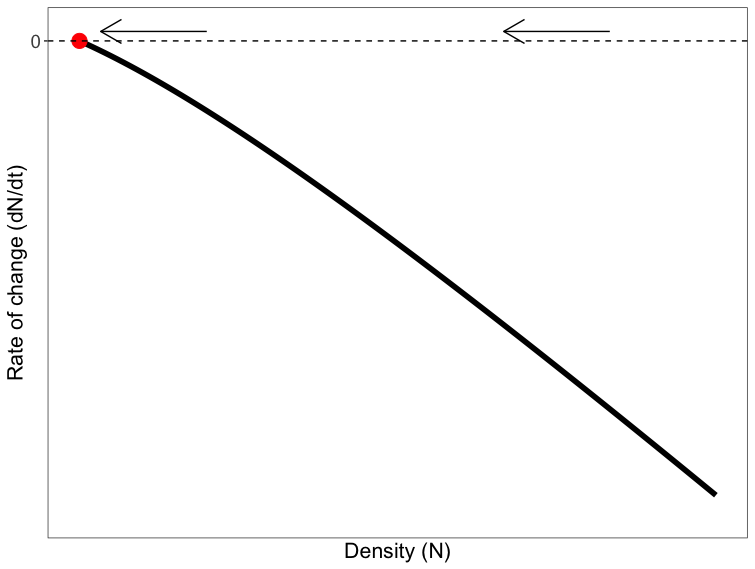 0
Rate of change (dN/dt)
Density (N)